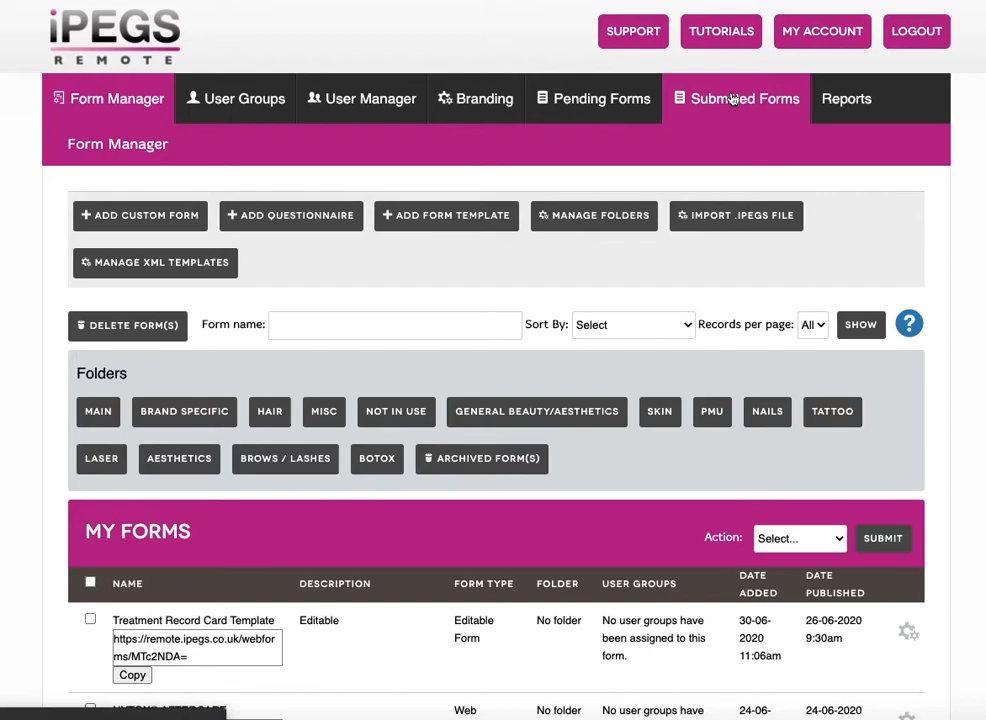 iPEGS
REMOTE
SUPPORT TUTORIALS MY ACCOUNT LOGOUT
Form Manager User Groups User Manager Branding Pending Forms Submitted Forms Reports
Form Manager
+ ADD CUSTOM FORM + ADD QUESTIONNAIRE + ADD FORM TEMPLATE MANAGE FOLDERS IMPORT .IPEGS FILE
MANAGE XML TEMPLATES
DELETE FORM(S) Form name: Sort By: Select Records per page: All SHOW ?
Folders
MAIN BRAND SPECIFIC HAIR MISC NOT IN USE GENERAL BEAUTY/AESTHETICS SKIN PMU NAILS TATTOO
LASER AESTHETICS BROWS / LASHES BOTOX ARCHIVED FORM(S)
MY FORMS Action: Select... SUBMIT
NAME DESCRIPTION FORM TYPE FOLDER USER GROUPS DATE ADDED DATE PUBLISHED
Treatment Record Card Template Editable Editable No folder No user groups 30-06- 26-06-2020
https://remote.ipegs.co.uk/webfor Form have been assigned to this 2020 9:30am
ms/MTc2NDA= form. 11:06am
Copy
Web No folder No user groups 24-06- 24-06-2020